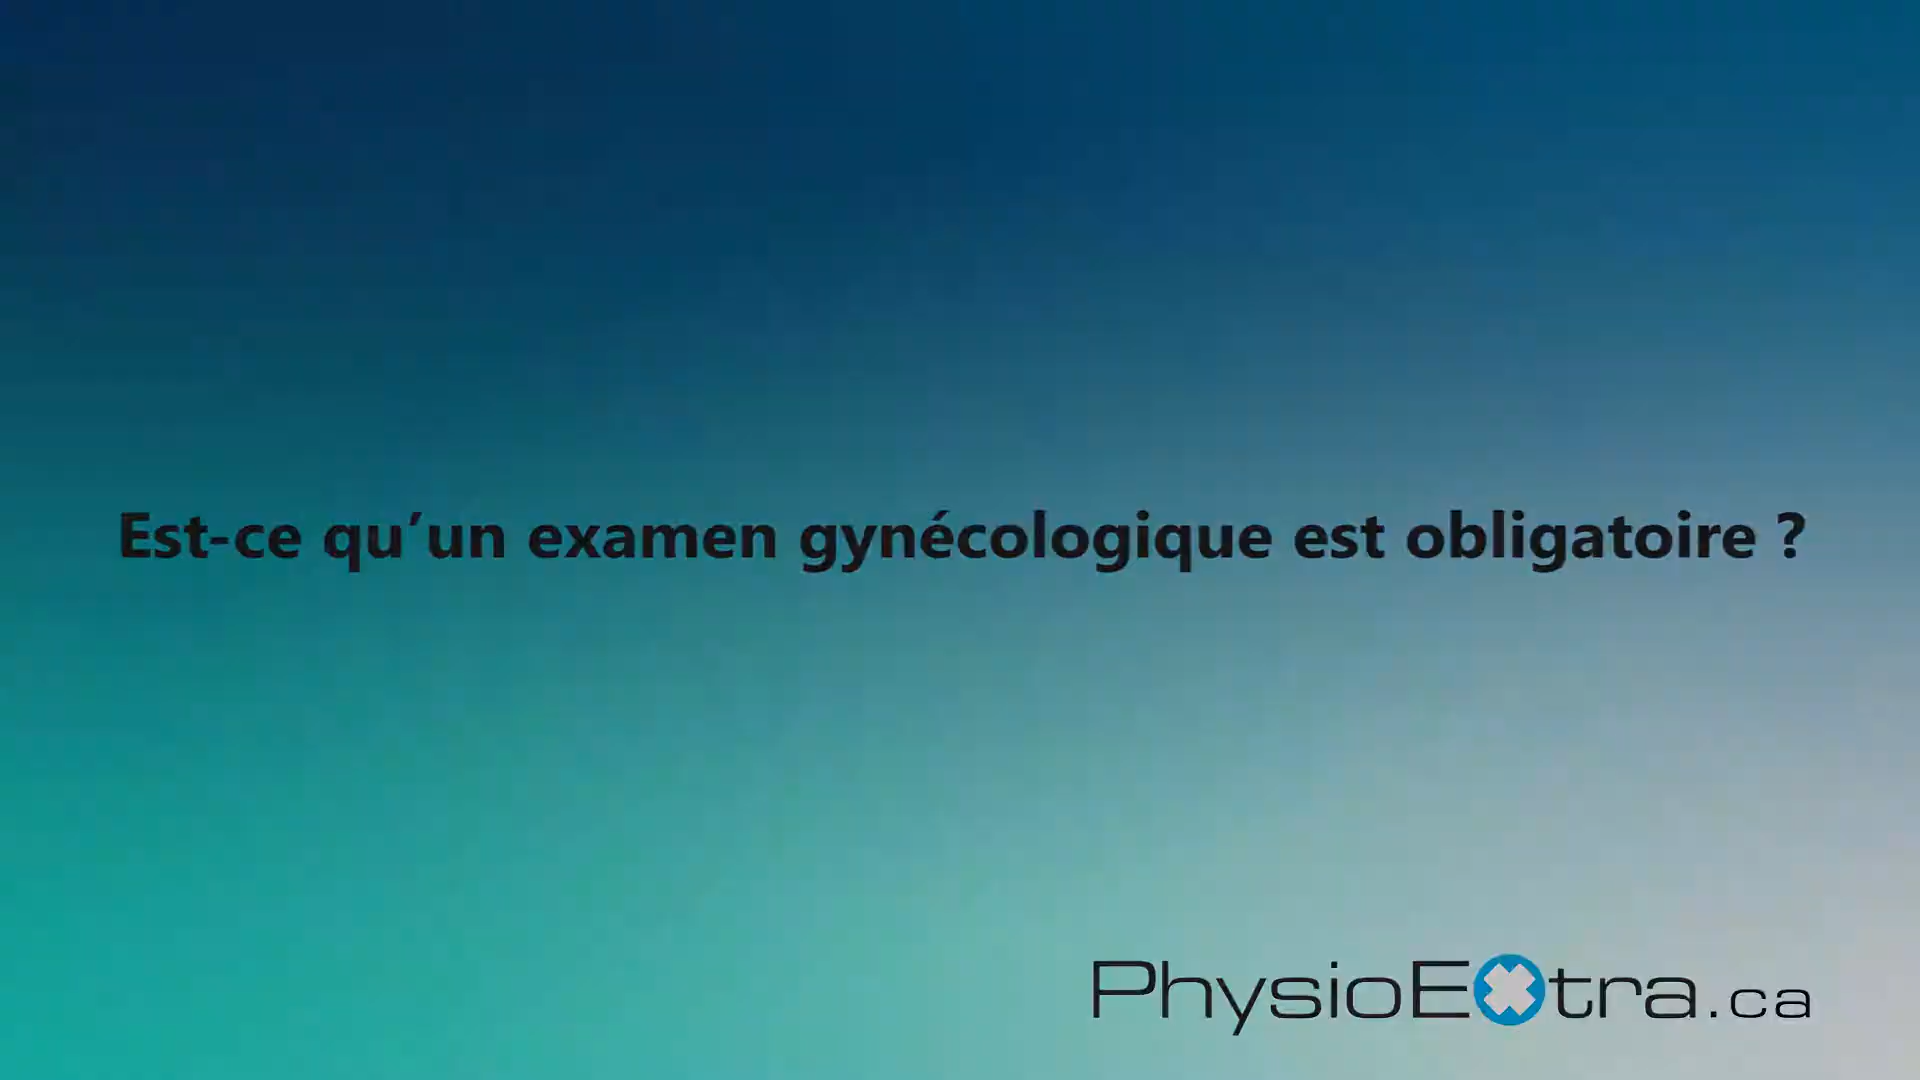 Est-ce qu’un examen gynécologique est obligatoire ?
PhysioExtra.ca